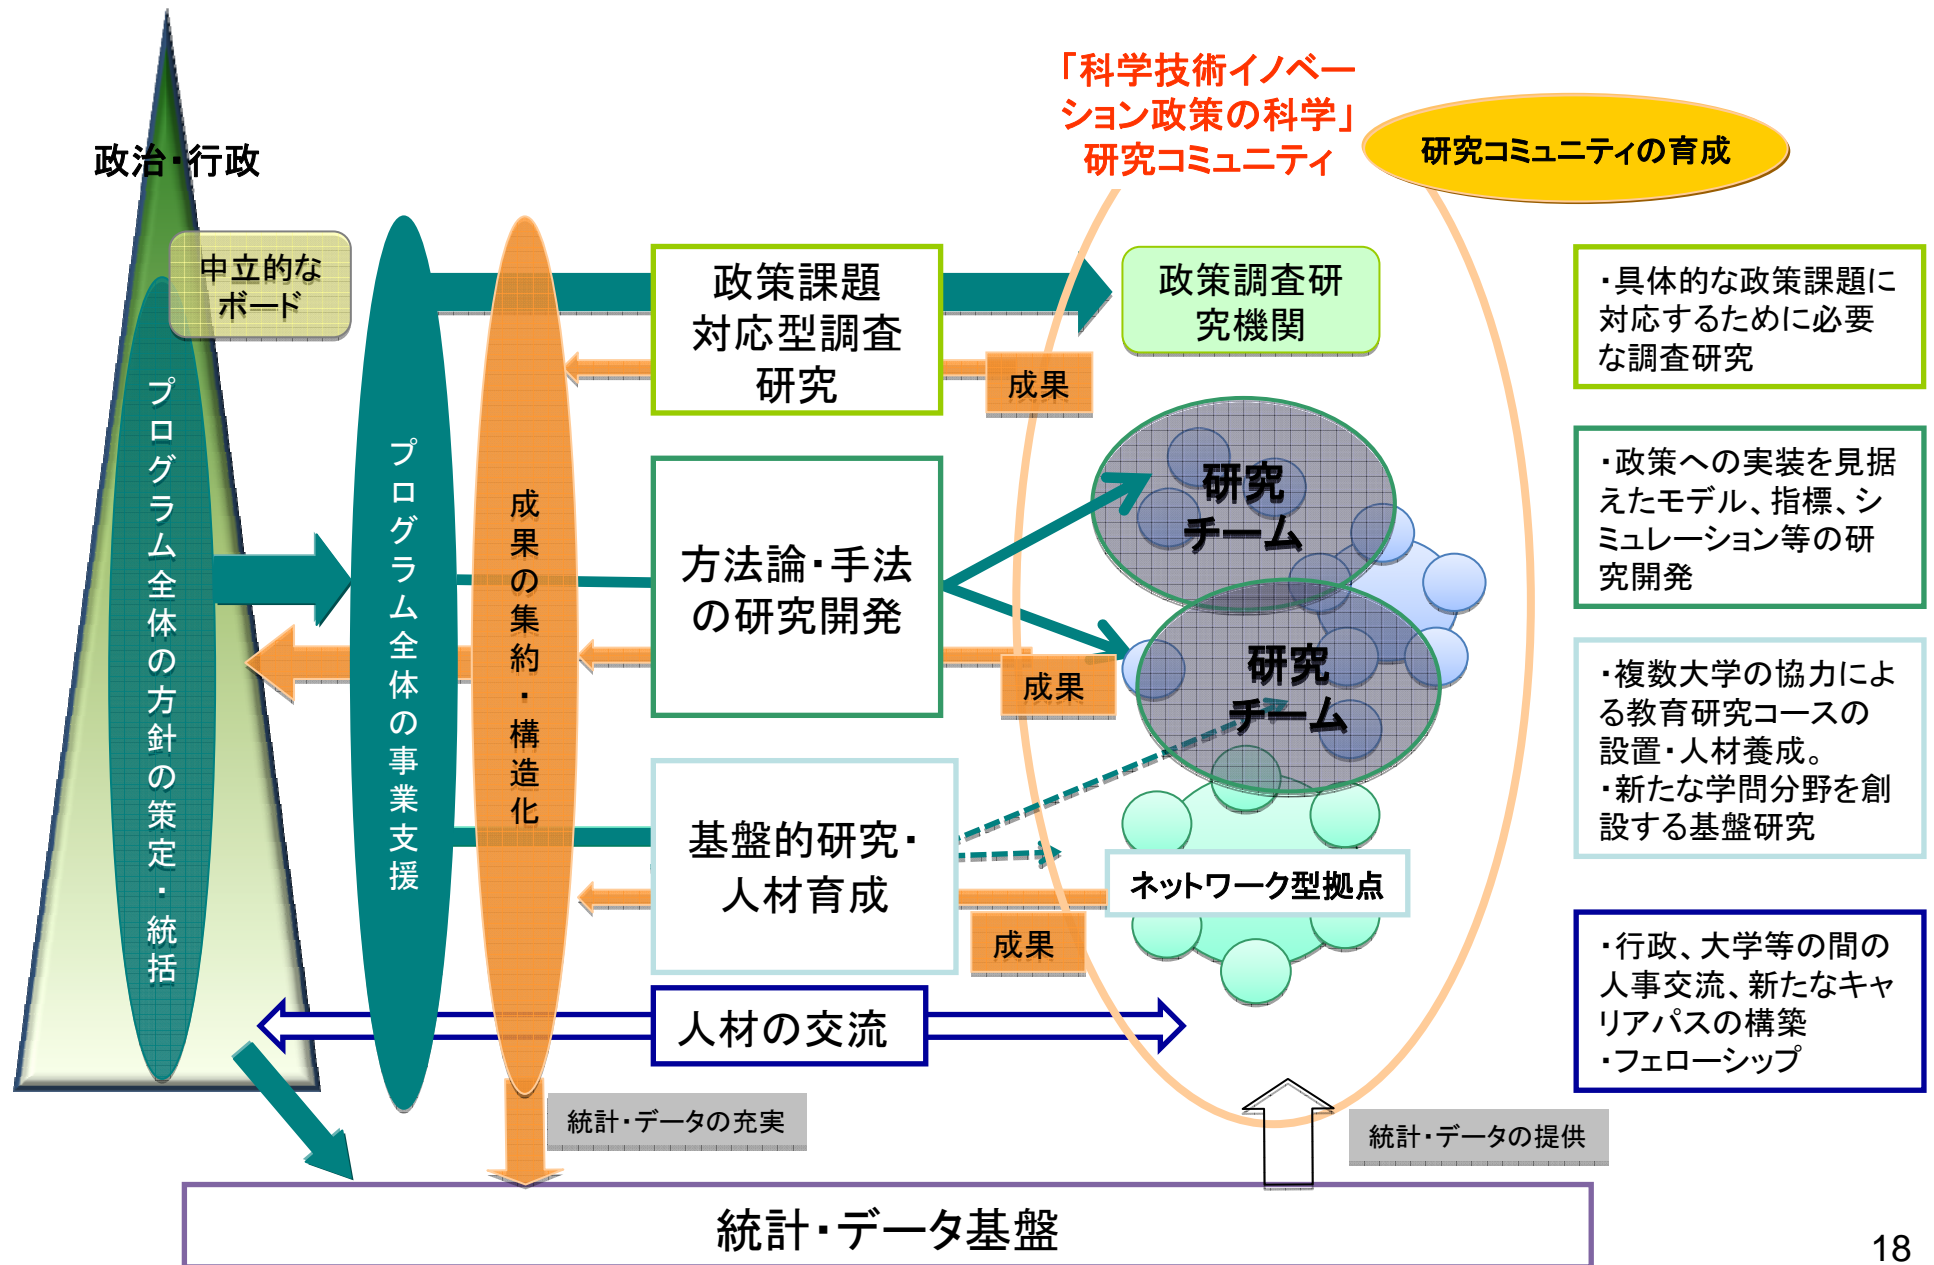 「科学技術イノベー
ション政策の科学」
研究コミュニティ
研究コミュニティの育成
政治・行政
中立的な
ボード
プログラム全体の方針の策定・統括
プログラム全体の事業支援
成果の集約・構造化
政策課題
対応型調査
研究
政策調査研
究機関
成果
・具体的な政策課題に
対応するために必要
な調査研究
方法論・手法
の研究開発
研究
チーム
研究
チーム
成果
・政策への実装を見据
えたモデル、指標、シ
ミュレーション等の研
究開発
基盤的研究・
人材育成
ネットワーク型拠点
成果
・複数大学の協力によ
る教育研究コースの
設置・人材養成。
・新たな学問分野を創
設する基盤研究
人材の交流
・行政、大学等の間の
人事交流、新たなキャ
リアパスの構築
・フェローシップ
統計・データの充実
統計・データの提供
統計・データ基盤
18